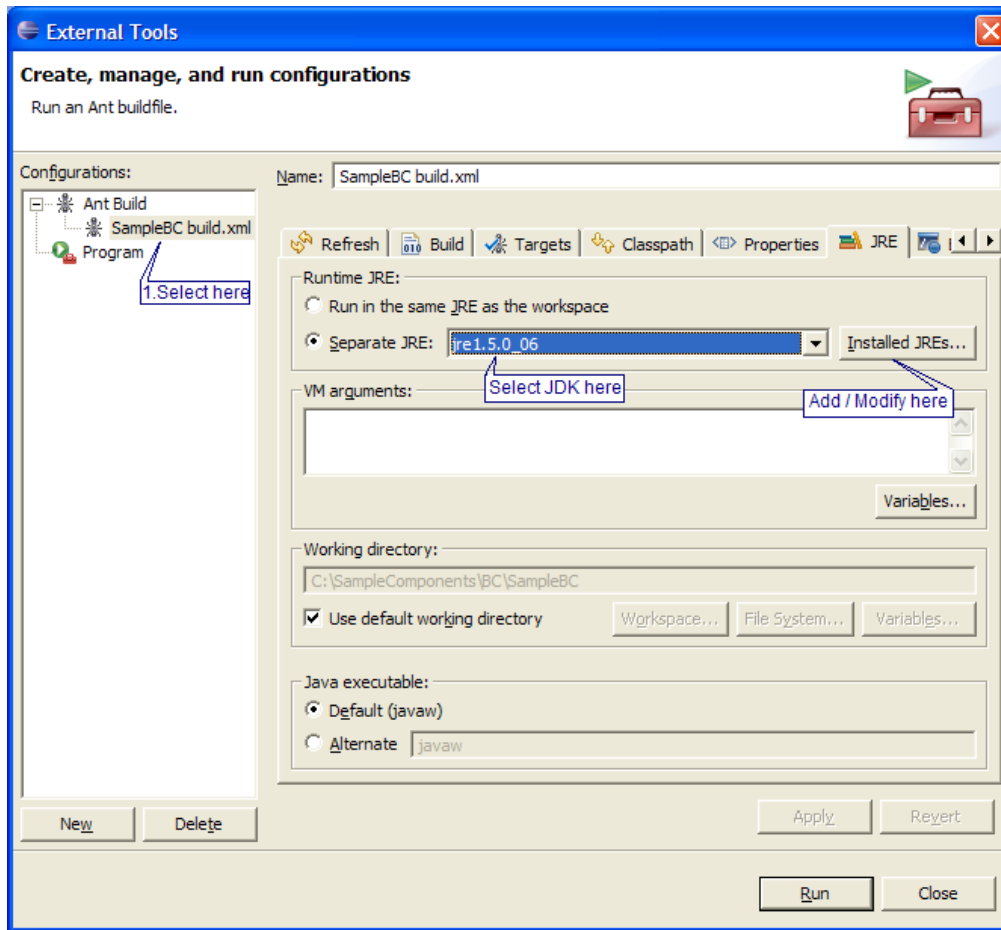 External Tools
Create, manage, and run configurations
Run an Ant buildfile.
Configurations:
Ant Build
SampleBC build.xml
Program
1.Select here
New
Delete
Name: SampleBC build.xml
Refresh Build Targets Classpath Properties JRE
Runtime JRE:
Run in the same JRE as the workspace
Separate JRE: jre1.5.0_06 Installed JREs...
Select JDK here
Add / Modify here
VM arguments:
Variables...
Working directory:
C:\SampleComponents\BC\SampleBC
Use default working directory Workspace... File System... Variables...
Java executable:
Default (javaw)
Alternate javaw
Apply Revert
Run Close